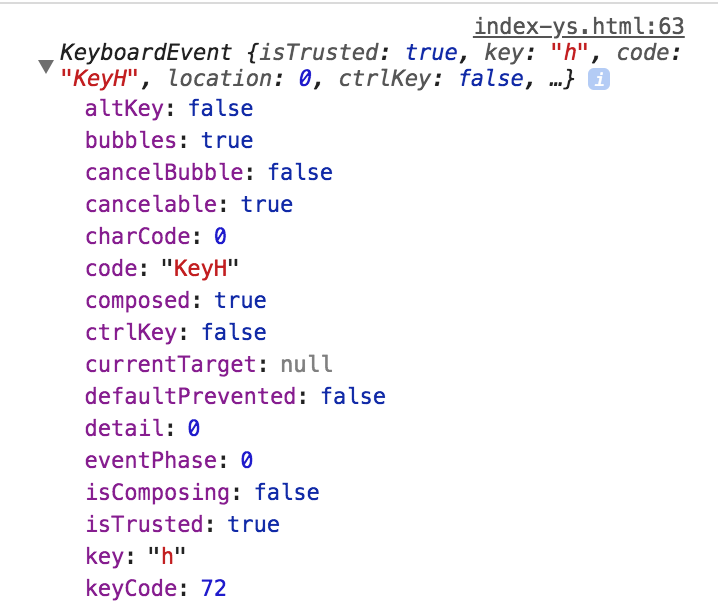 index-ys.html:63
KeyboardEvent {isTrusted: true, key: "h", code:
"KeyH", location: 0, ctrlKey: false, …} i
altKey: false
bubbles: true
cancelBubble: false
cancelable: true
charCode: 0
code: "KeyH"
composed: true
ctrlKey: false
currentTarget: null
defaultPrevented: false
detail: 0
eventPhase: 0
isComposing: false
isTrusted: true
key: "h"
keyCode: 72